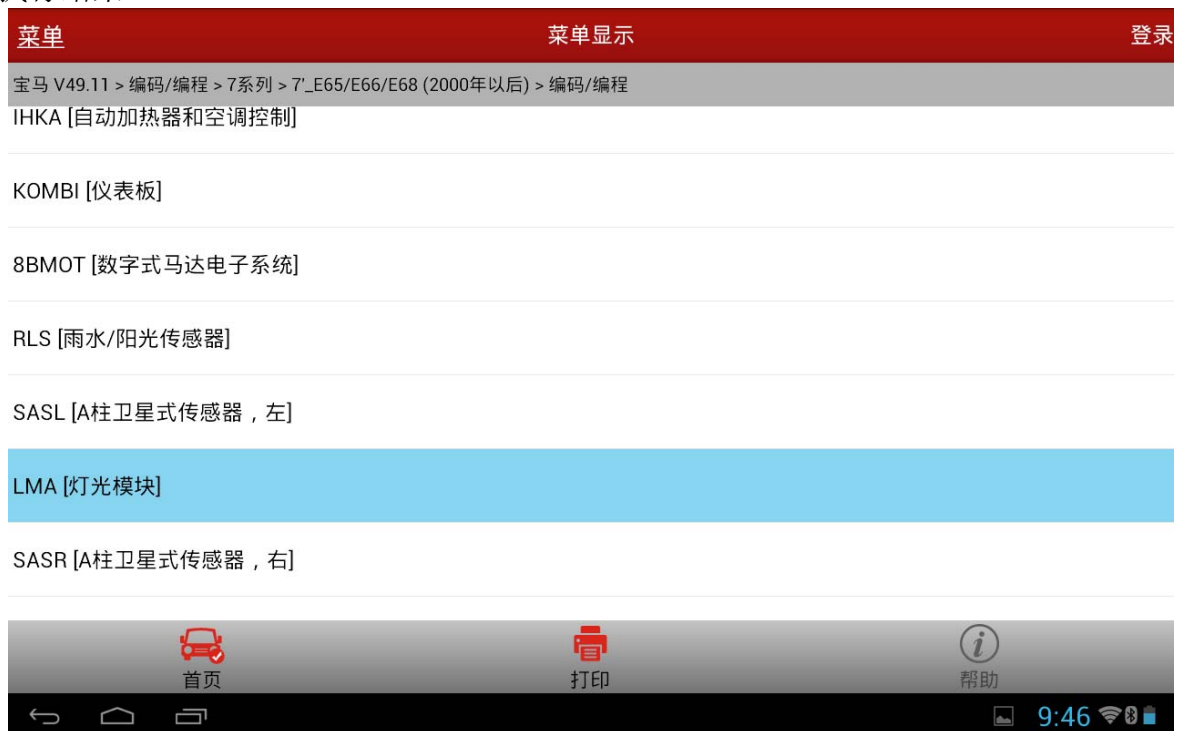 菜单 菜单显示 登录
宝马 V49.11 > 编码/编程 > 7系列 > 7'_E65/E66/E68 (2000年以后) > 编码/编程
IHKA [自动加热器和空调控制]
KOMBI [仪表板]
8BMOT [数字式马达电子系统]
RLS [雨水/阳光传感器]
SASL [A柱卫星式传感器，左]
LMA [灯光模块]
SASR [A柱卫星式传感器，右]
首页 打印 帮助
9:46